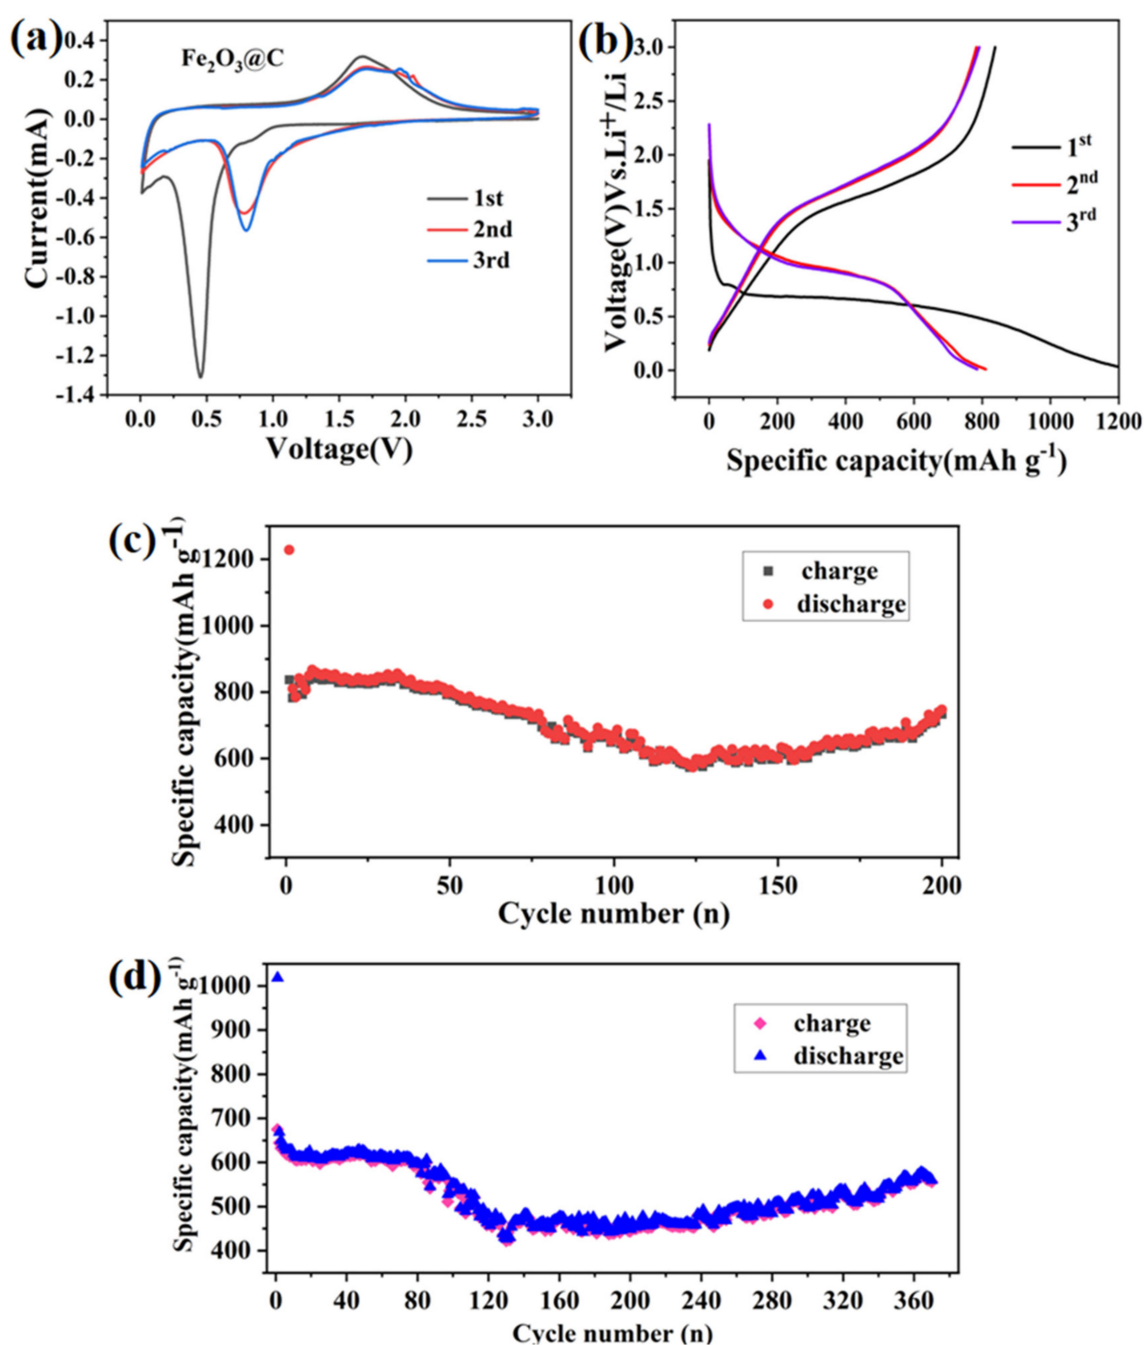 (a)
Fe₂O₃@C
0.4
0.2
0.0
-0.2
-0.4
-0.6
-0.8
-1.0
-1.2
-1.4
Current(mA)
1st
2nd
3rd
0.0 0.5 1.0 1.5 2.0 2.5 3.0
Voltage(V)
(b)
3.0
2.5
2.0
1.5
1.0
0.5
0.0
Voltage(V)Vs.Li⁺/Li
1ˢᵗ
2ⁿᵈ
3ʳᵈ
0 200 400 600 800 1000 1200
Specific capacity(mAh g⁻¹)
(c)
1200
1000
800
600
400
Specific capacity(mAh g⁻¹)
charge
discharge
0 50 100 150 200
Cycle number (n)
(d)
1000
900
800
700
600
500
400
Specific capacity(mAh g⁻¹)
charge
discharge
0 40 80 120 160 200 240 280 320 360
Cycle number (n)